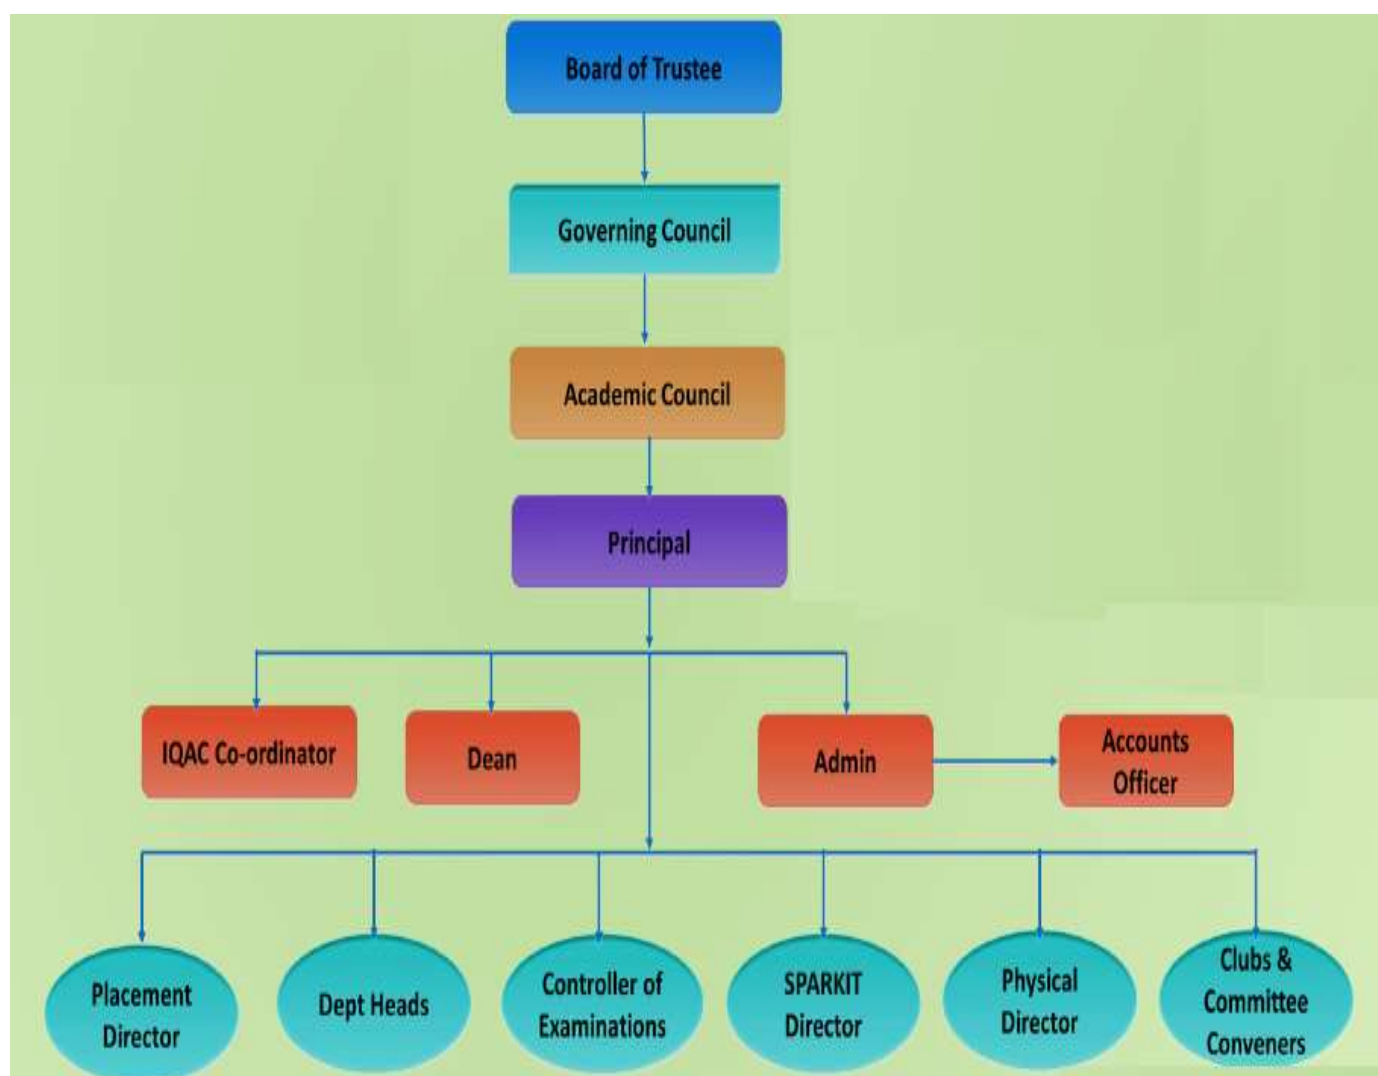 Board of Trustee
Governing Council
Academic Council
Principal
IQAC Co-ordinator
Dean
Admin
Accounts
Officer
Placement
Director
Dept Heads
Controller of
Examinations
SPARKIT
Director
Physical
Director
Clubs &
Committee
Conveners